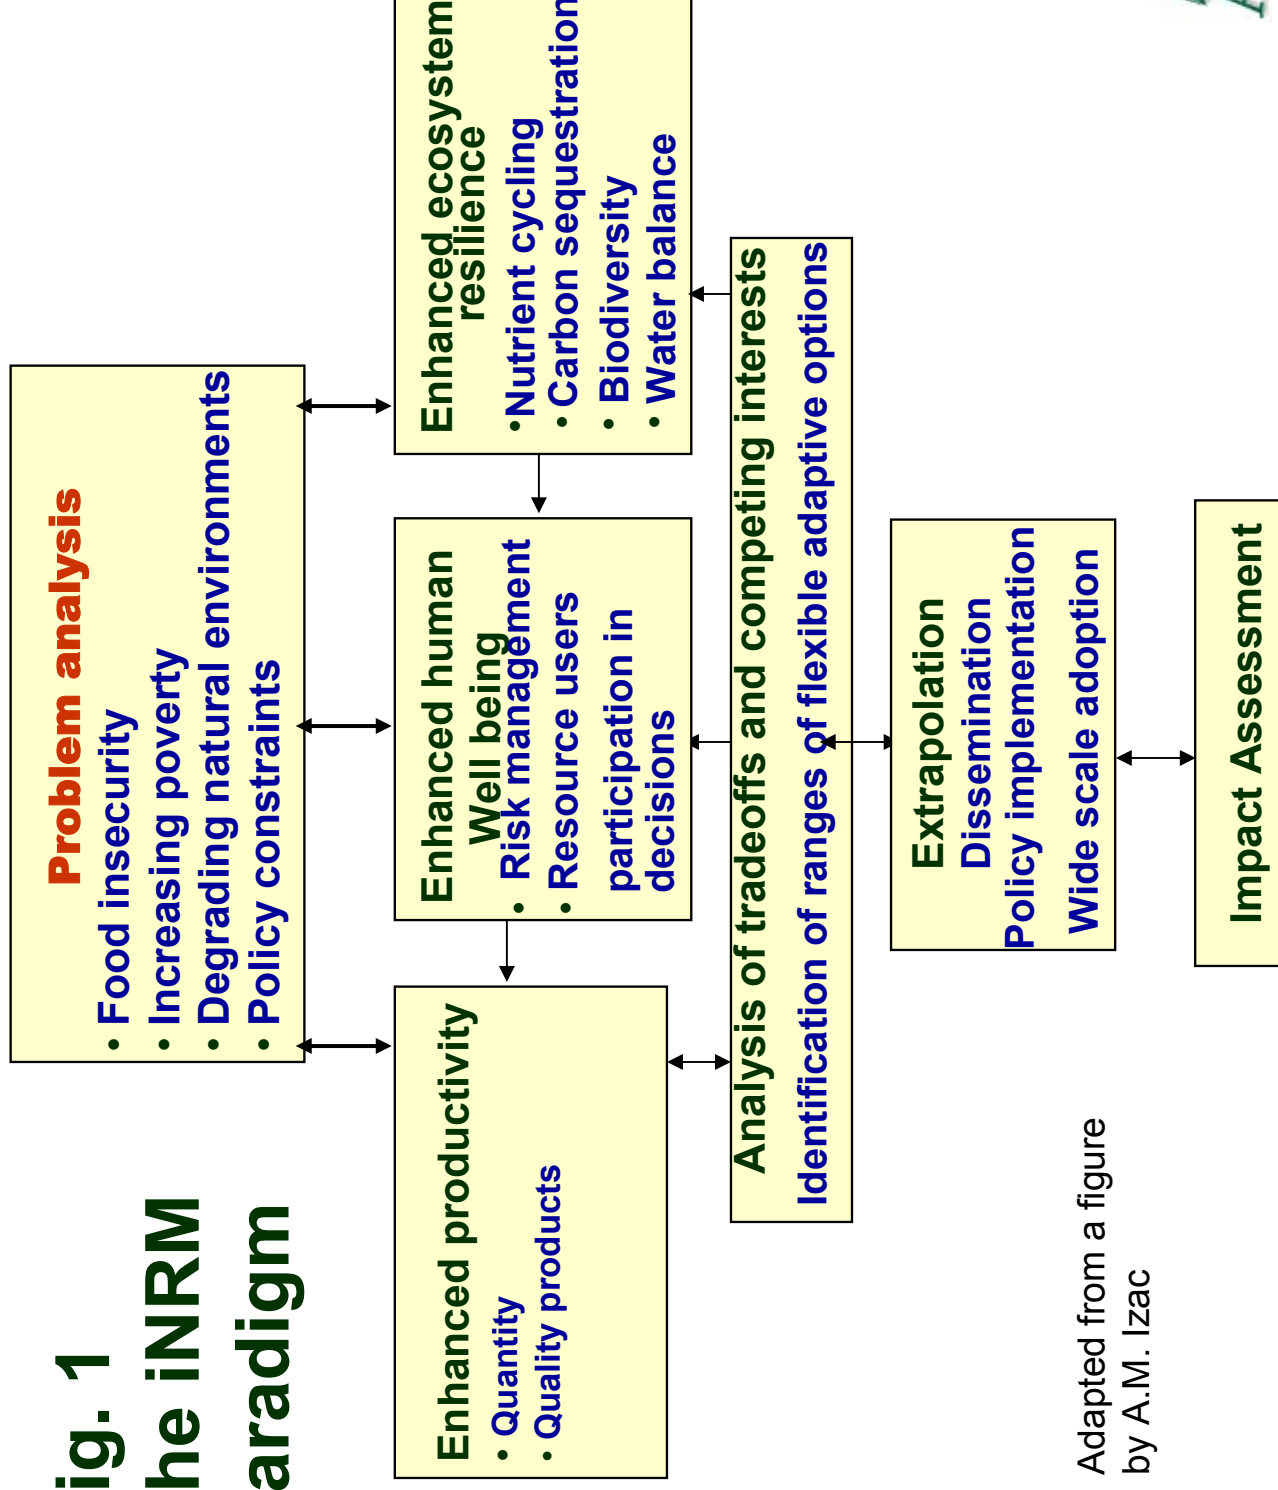 ig. 1
he iNRM
aradigm
Problem analysis
• Food insecurity
• Increasing poverty
• Degrading natural environments
• Policy constraints
Enhanced productivity
• Quantity
• Quality products
Enhanced human
Well being
• Risk management
• Resource users
participation in
decisions
Enhanced ecosystem
resilience
• Nutrient cycling
• Carbon sequestration
• Biodiversity
• Water balance
Analysis of tradeoffs and competing interests
Identification of ranges of flexible adaptive options
Extrapolation
Dissemination
Policy implementation
Wide scale adoption
Impact Assessment
Adapted from a figure
by A.M. Izac